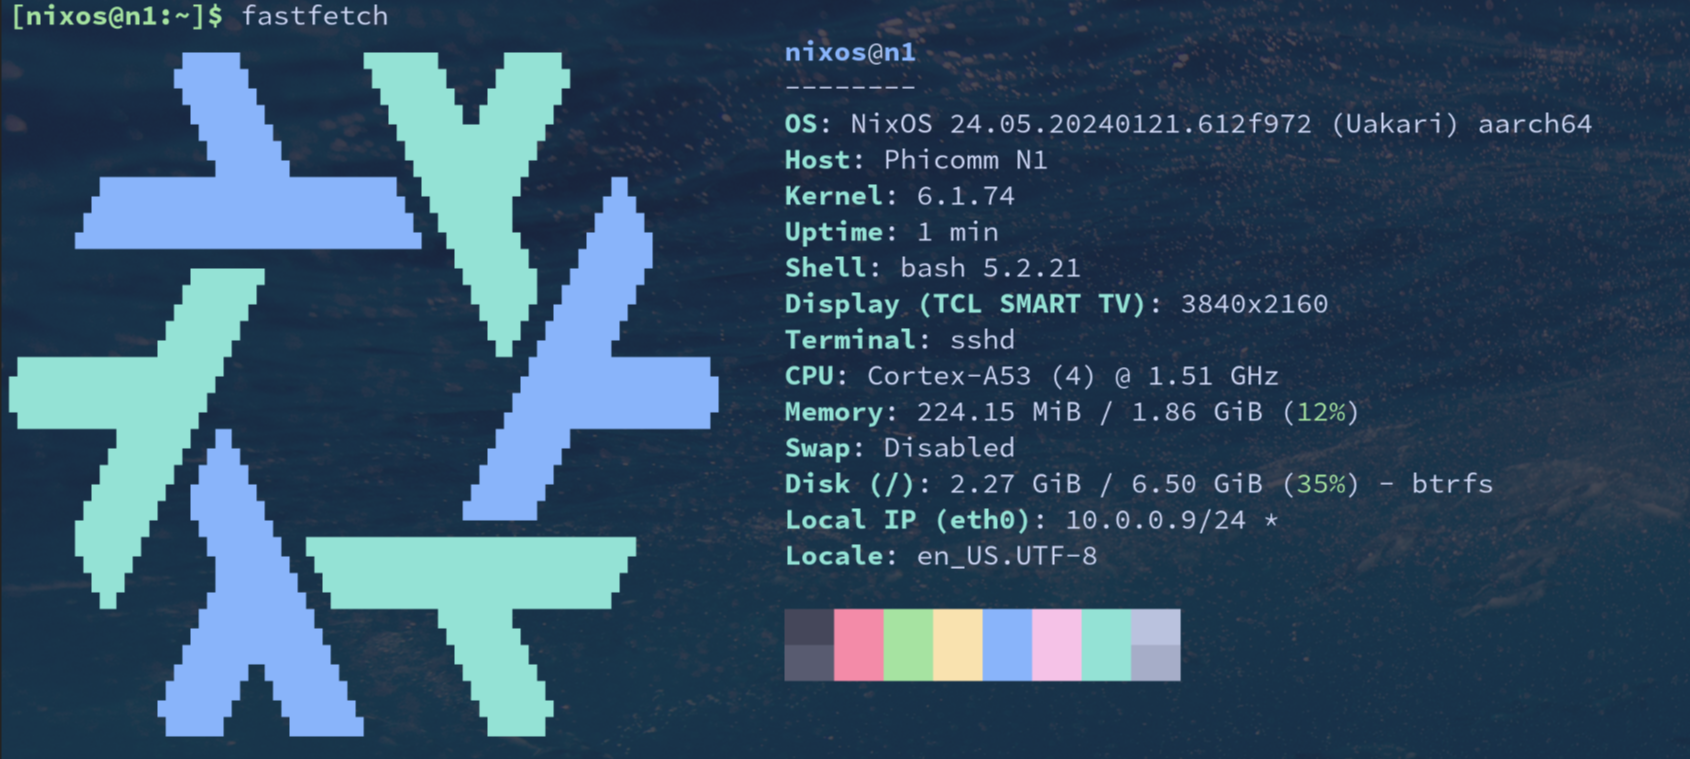 [nixos@n1:~]$ fastfetch
nixos@n1
--------
OS: NixOS 24.05.20240121.612f972 (Uakari) aarch64
Host: Phicomm N1
Kernel: 6.1.74
Uptime: 1 min
Shell: bash 5.2.21
Display (TCL SMART TV): 3840x2160
Terminal: sshd
CPU: Cortex-A53 (4) @ 1.51 GHz
Memory: 224.15 MiB / 1.86 GiB (12%)
Swap: Disabled
Disk (/): 2.27 GiB / 6.50 GiB (35%) - btrfs
Local IP (eth0): 10.0.0.9/24 *
Locale: en_US.UTF-8